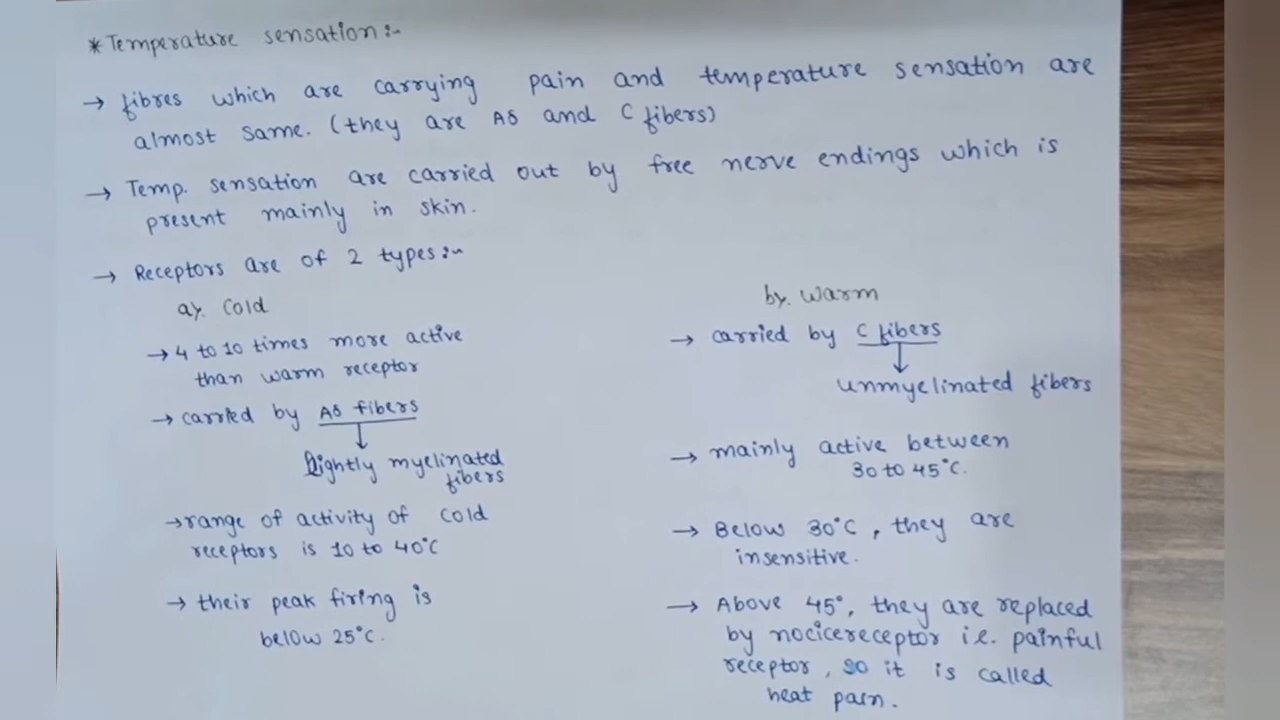 * Temperature sensation :-
→ fibres which are carrying pain and temperature sensation are
almost same. (they are Aδ and C fibers)
→ Temp. sensation are carried out by free nerve endings which is
present mainly in skin.
→ Receptors are of 2 types :-
a). Cold
→ 4 to 10 times more active
than warm receptor
→ carried by Aδ fibers
↓
Lightly myelinated
fibers
→ range of activity of cold
receptors is 10 to 40°C
→ their peak firing is
below 25°C.
b). Warm
→ carried by C fibers
↓
unmyelinated fibers
→ mainly active between
30 to 45°C.
→ Below 30°C, they are
insensitive.
→ Above 45°, they are replaced
by nocicereceptor i.e. painful
receptor, so it is called
heat pain.